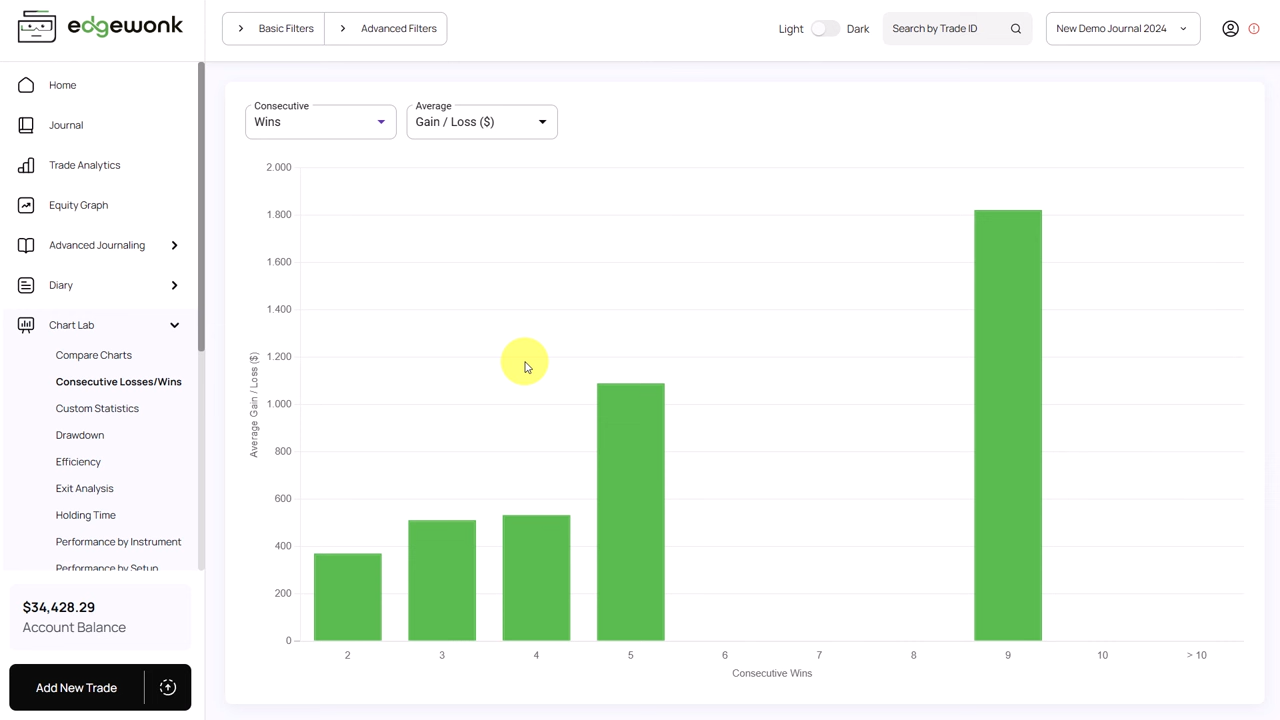 edgewonk
Basic Filters
Advanced Filters
Light
Dark
Search by Trade ID
New Demo Journal 2024
Home
Journal
Trade Analytics
Equity Graph
Advanced Journaling
Diary
Chart Lab
Compare Charts
Consecutive Losses/Wins
Custom Statistics
Drawdown
Efficiency
Exit Analysis
Holding Time
Performance by Instrument
Performance by Setup
$34,428.29
Account Balance
Add New Trade
Consecutive
Wins
Average
Gain / Loss ($)
Average Gain / Loss ($)
2.000
1.800
1.600
1.400
1.200
1.000
800
600
400
200
0
2 3 4 5 6 7 8 9 10 > 10
Consecutive Wins